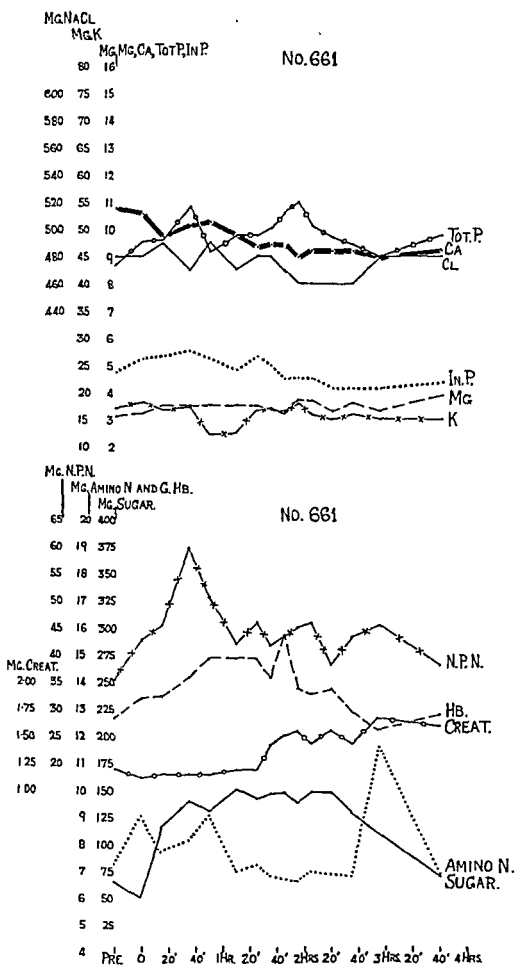 MG.NACL
MG.K
MG,MG,CA,TOT.P,IN.P. No.661
80 16
600 75 15
580 70 14
560 65 13
540 60 12
520 55 11
500 50 10
480 45 9
460 40 8
440 35 7
30 6
25 5
20 4
15 3
10 2
TOT.P.
CA
CL
IN.P.
MG
K
MG.N.P.N.
MG.AMINO N AND G.HB.
MG.SUGAR. No. 661
65 20 400
60 19 375
55 18 350
50 17 325
45 16 300
40 15 275
MG.CREAT.
2·00 35 14 250
1·75 30 13 225
1·50 25 12 200
1·25 20 11 175
1·00 10 150
9 125
8 100
7 75
6 50
5 25
4
N.P.N.
HB.
CREAT.
AMINO N.
SUGAR.
PRE 0 20' 40' 1HR. 20' 40' 2HRS 20' 40' 3HRS. 20' 40' 4HRS.